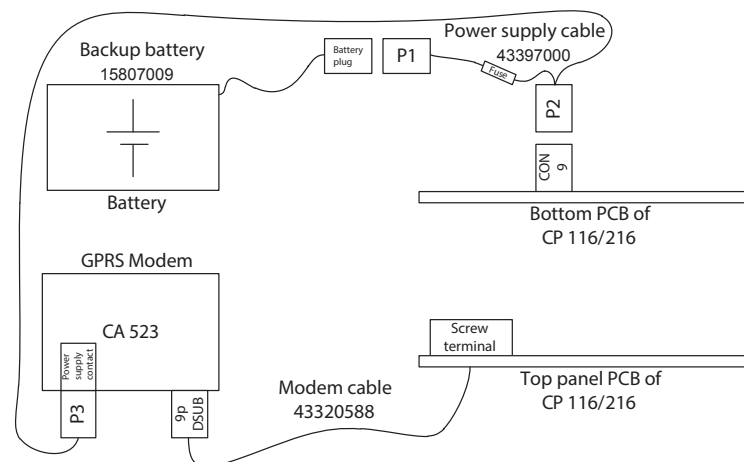 Backup battery
15807009
Battery
plug
P1
Power supply cable
43397000
Fuse
P2
CON
9
Battery
Bottom PCB of
CP 116/216
GPRS Modem
CA 523
Power
supply
contact
P3
9p
DSUB
Modem cable
43320588
Screw
terminal
Top panel PCB of
CP 116/216